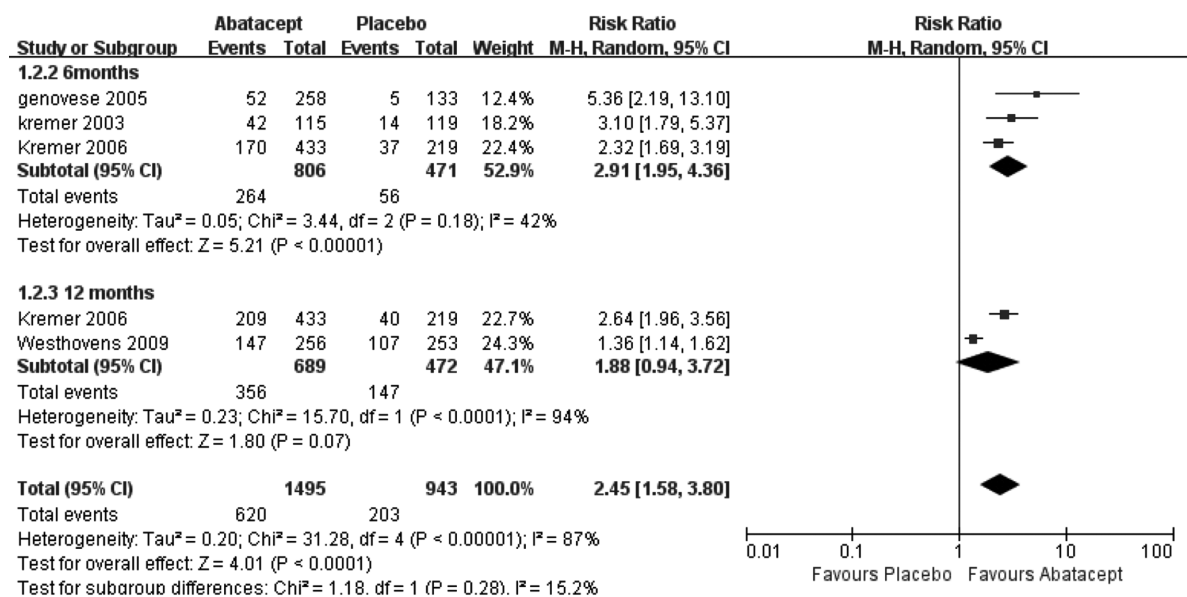 Abatacept Placebo Risk Ratio Risk Ratio
Study or Subgroup Events Total Events Total Weight M-H, Random, 95% CI M-H, Random, 95% CI
1.2.2 6months
genovese 2005 52 258 5 133 12.4% 5.36 [2.19, 13.10]
kremer 2003 42 115 14 119 18.2% 3.10 [1.79, 5.37]
Kremer 2006 170 433 37 219 22.4% 2.32 [1.69, 3.19]
Subtotal (95% CI) 806 471 52.9% 2.91 [1.95, 4.36]
Total events 264 56
Heterogeneity: Tau² = 0.05; Chi² = 3.44, df = 2 (P = 0.18); I² = 42%
Test for overall effect: Z = 5.21 (P < 0.00001)
1.2.3 12 months
Kremer 2006 209 433 40 219 22.7% 2.64 [1.96, 3.56]
Westhovens 2009 147 256 107 253 24.3% 1.36 [1.14, 1.62]
Subtotal (95% CI) 689 472 47.1% 1.88 [0.94, 3.72]
Total events 356 147
Heterogeneity: Tau² = 0.23; Chi² = 15.70, df = 1 (P < 0.0001); I² = 94%
Test for overall effect: Z = 1.80 (P = 0.07)
Total (95% CI) 1495 943 100.0% 2.45 [1.58, 3.80]
Total events 620 203
Heterogeneity: Tau² = 0.20; Chi² = 31.28, df = 4 (P < 0.00001); I² = 87%
Test for overall effect: Z = 4.01 (P < 0.0001)
Test for subgroup differences: Chi² = 1.18, df = 1 (P = 0.28), I² = 15.2%
0.01 0.1 1 10 100
Favours Placebo Favours Abatacept